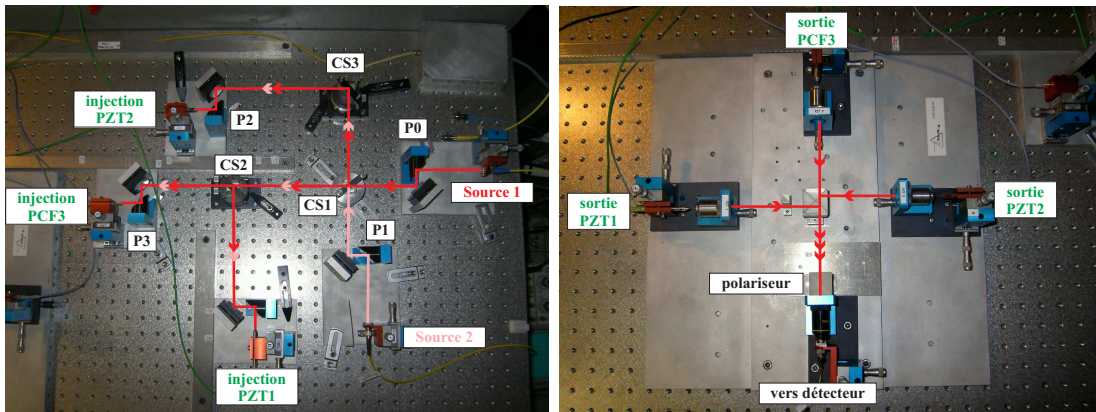 CS3
injection
PZT2
P2
P0
CS2
Source 1
injection
PCF3
CS1
P3
P1
Source 2
injection
PZT1
sortie
PCF3
sortie
PZT1
sortie
PZT2
polariseur
vers détecteur